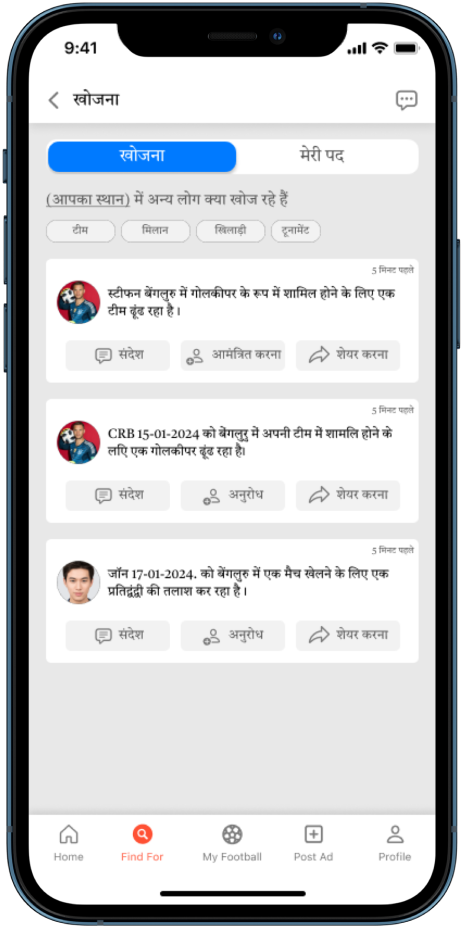 9:41
खोजना
खोजना
मेरी पद
(आपका स्थान) में अन्य लोग क्या खोज रहे हैं
टीम
मिलान
खिलाड़ी
टूनामेंट
5 मिनट पहले
स्टीफन बेंगलुरु में गोलकीपर के रूप में शामिल होने के लिए एक
टीम ढूंढ रहा है।
संदेश
आमंत्रित करना
शेयर करना
5 मिनट पहले
CRB 15-01-2024 को बेंगलुरु में अपनी टीम में शामलि होने के
लएि एक गोलकीपर ढूंढ रहा है।
संदेश
अनुरोध
शेयर करना
5 मिनट पहले
जॉन 17-01-2024. को बेंगलुरु में एक मैच खेलने के लिए एक
प्रतिद्वंद्वी की तलाश कर रहा है।
संदेश
अनुरोध
शेयर करना
Home
Find For
My Football
Post Ad
Profile